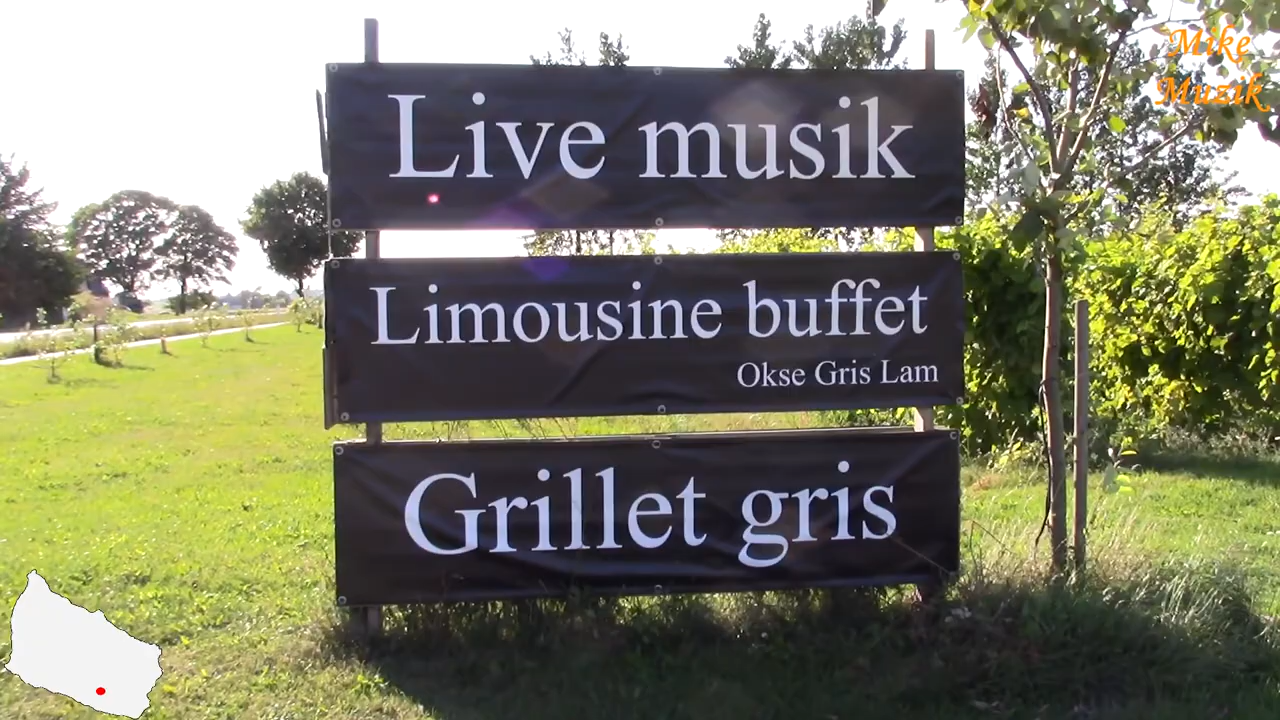 Mike
Muzik
Live musik
Limousine buffet
Okse Gris Lam
Grillet gris